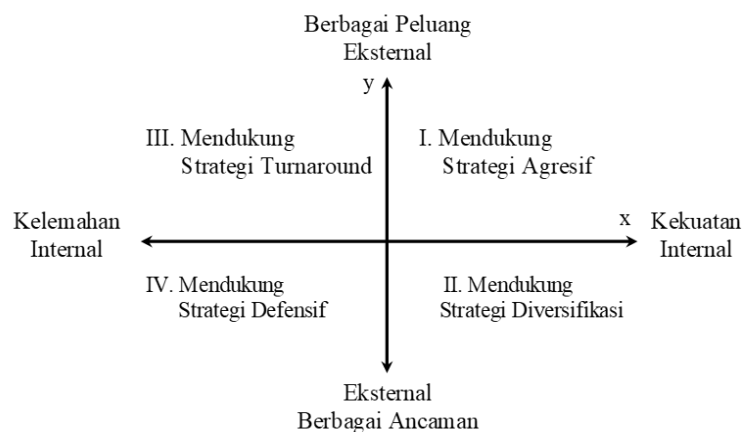 Berbagai Peluang
Eksternal
y
III. Mendukung
Strategi Turnaround
I. Mendukung
Strategi Agresif
Kelemahan
Internal
x
Kekuatan
Internal
IV. Mendukung
Strategi Defensif
II. Mendukung
Strategi Diversifikasi
Eksternal
Berbagai Ancaman